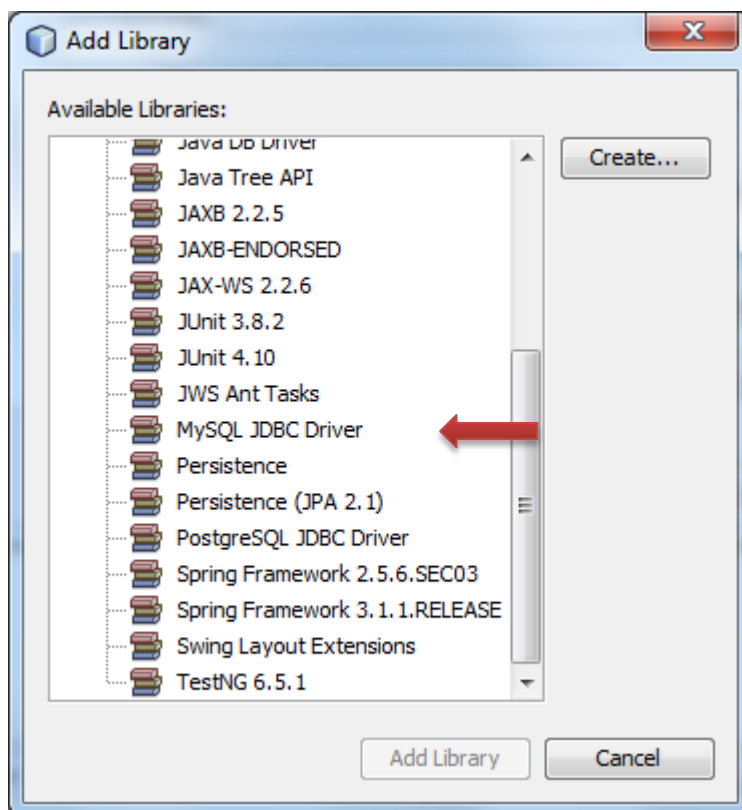 Add Library
Available Libraries:
Java DB Driver
Create...
Java Tree API
JAXB 2.2.5
JAXB-ENDORSED
JAX-WS 2.2.6
JUnit 3.8.2
JUnit 4.10
JWS Ant Tasks
MySQL JDBC Driver
Persistence
Persistence (JPA 2.1)
PostgreSQL JDBC Driver
Spring Framework 2.5.6.SEC03
Spring Framework 3.1.1.RELEASE
Swing Layout Extensions
TestNG 6.5.1
Add Library
Cancel